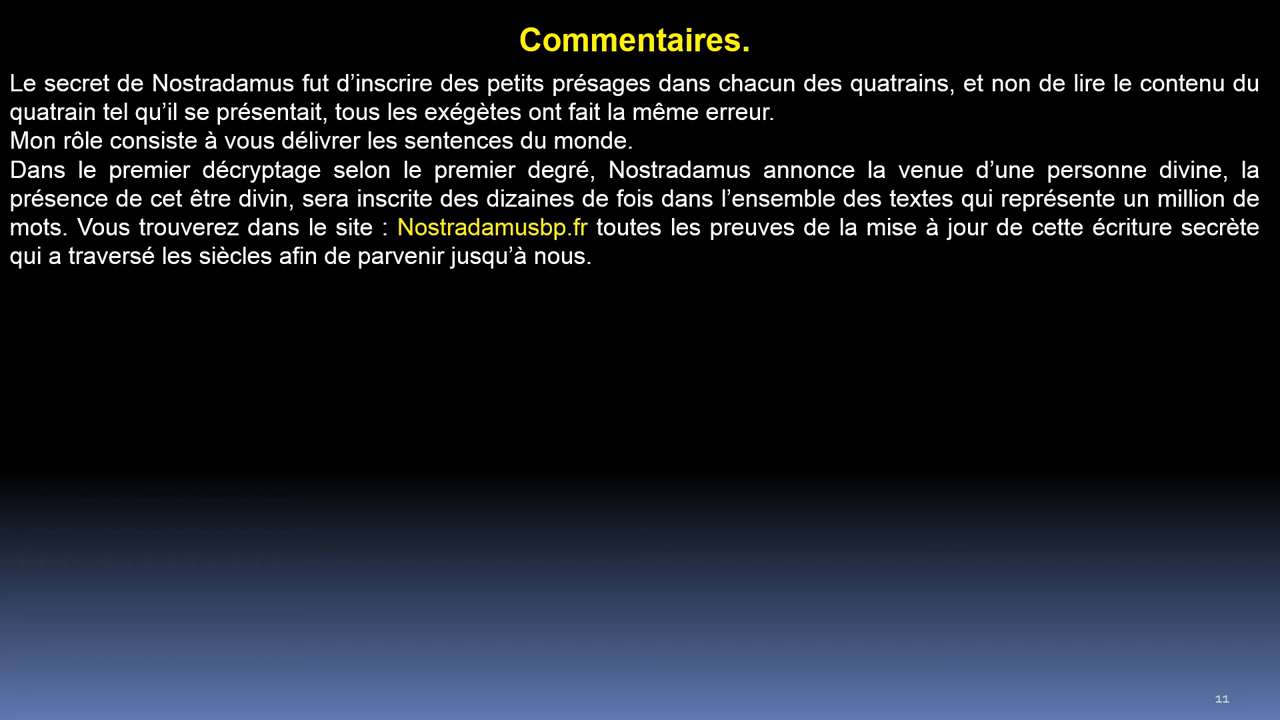 Commentaires.
Le secret de Nostradamus fut d’inscrire des petits présages dans chacun des quatrains, et non de lire le contenu du
quatrain tel qu’il se présentait, tous les exégètes ont fait la même erreur.
Mon rôle consiste à vous délivrer les sentences du monde.
Dans le premier décryptage selon le premier degré, Nostradamus annonce la venue d’une personne divine, la
présence de cet être divin, sera inscrite des dizaines de fois dans l’ensemble des textes qui représente un million de
mots. Vous trouverez dans le site : Nostradamusbp.fr toutes les preuves de la mise à jour de cette écriture secrète
qui a traversé les siècles afin de parvenir jusqu’à nous.
11